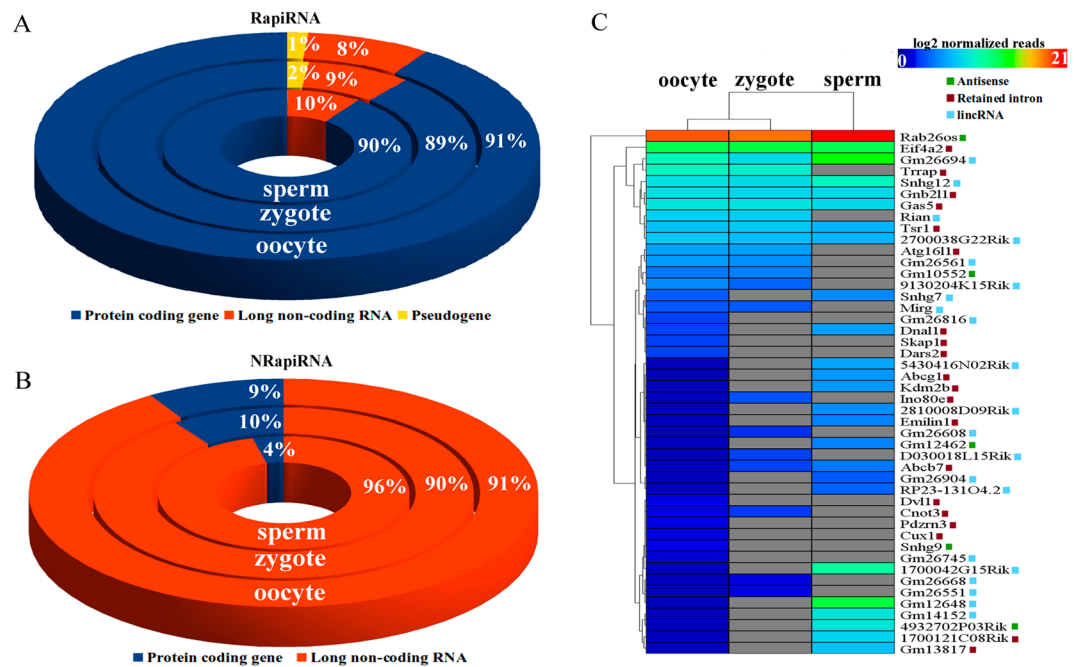 A
RapiRNA
1%
8%
2%
9%
10%
90%
89%
91%
sperm
zygote
oocyte
Protein coding gene
Long non-coding RNA
Pseudogene
B
NRapiRNA
9%
10%
4%
96%
90%
91%
sperm
zygote
oocyte
Protein coding gene
Long non-coding RNA
C
log2 normalized reads
0
21
Antisense
Retained intron
lincRNA
oocyte
zygote
sperm
Rab26os
Eif4a2
Gm26694
Trrap
Snhg12
Gnb2l1
Gas5
Rian
Tsr1
2700038G22Rik
Atg16l1
Gm26561
Gm10552
9130204K15Rik
Snhg7
Mirg
Gm26816
Dnal1
Skap1
Dars2
5430416N02Rik
Abcg1
Kdm2b
Ino80e
2810008D09Rik
Emilin1
Gm26608
Gm12462
D030018L15Rik
Abcb7
Gm26904
RP23-131O4.2
Dvl1
Cnot3
Pdzrn3
Cux1
Snhg9
Gm26745
1700042G15Rik
Gm26668
Gm26551
Gm12648
Gm14152
4932702P03Rik
1700121C08Rik
Gm13817